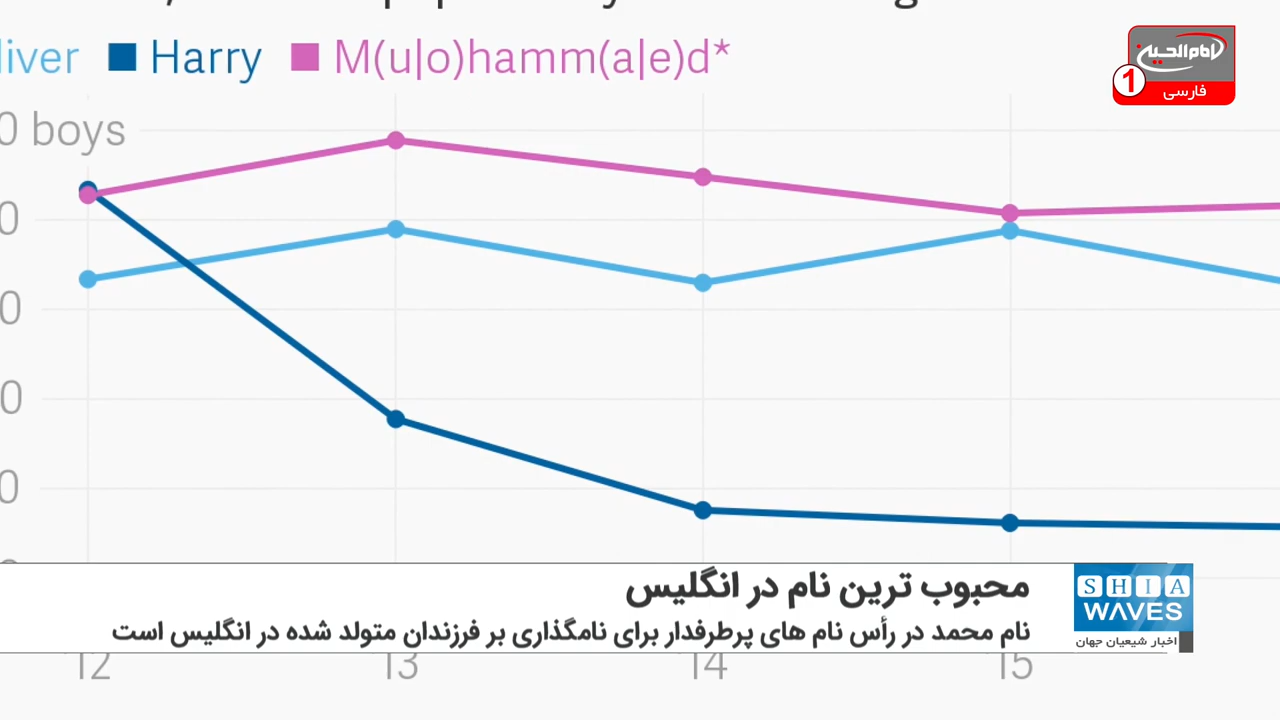 liver Harry M(u|o)hamm(a|e)d*
امام الحسین
1
فارسی
0 boys
0
0
0
0
محبوب ترین نام در انگلیس
نام محمد در رأس نام های پرطرفدار برای نامگذاری بر فرزندان متولد شده در انگلیس است
SHIA
WAVES
اخبار شیعیان جهان
12 13 14 15